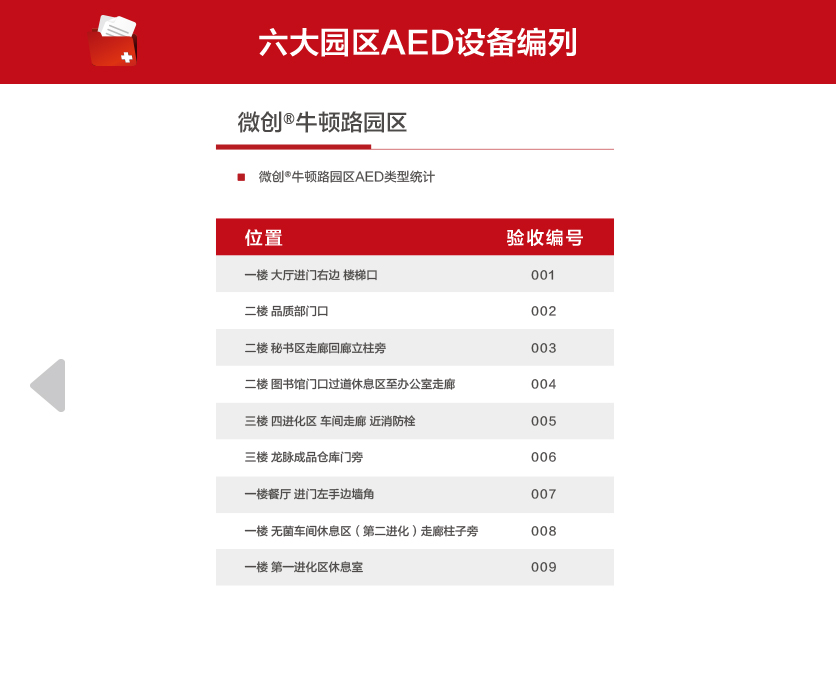 六大园区AED设备编列
微创®牛顿路园区
微创®牛顿路园区AED类型统计
位置 验收编号
一楼 大厅进门右边 楼梯口 001
二楼 品质部门口 002
二楼 秘书区走廊回廊立柱旁 003
二楼 图书馆门口过道休息区至办公室走廊 004
三楼 四进化区 车间走廊 近消防栓 005
三楼 龙脉成品仓库门旁 006
一楼餐厅 进门左手边墙角 007
一楼 无菌车间休息区（第二进化）走廊柱子旁 008
一楼 第一进化区休息室 009